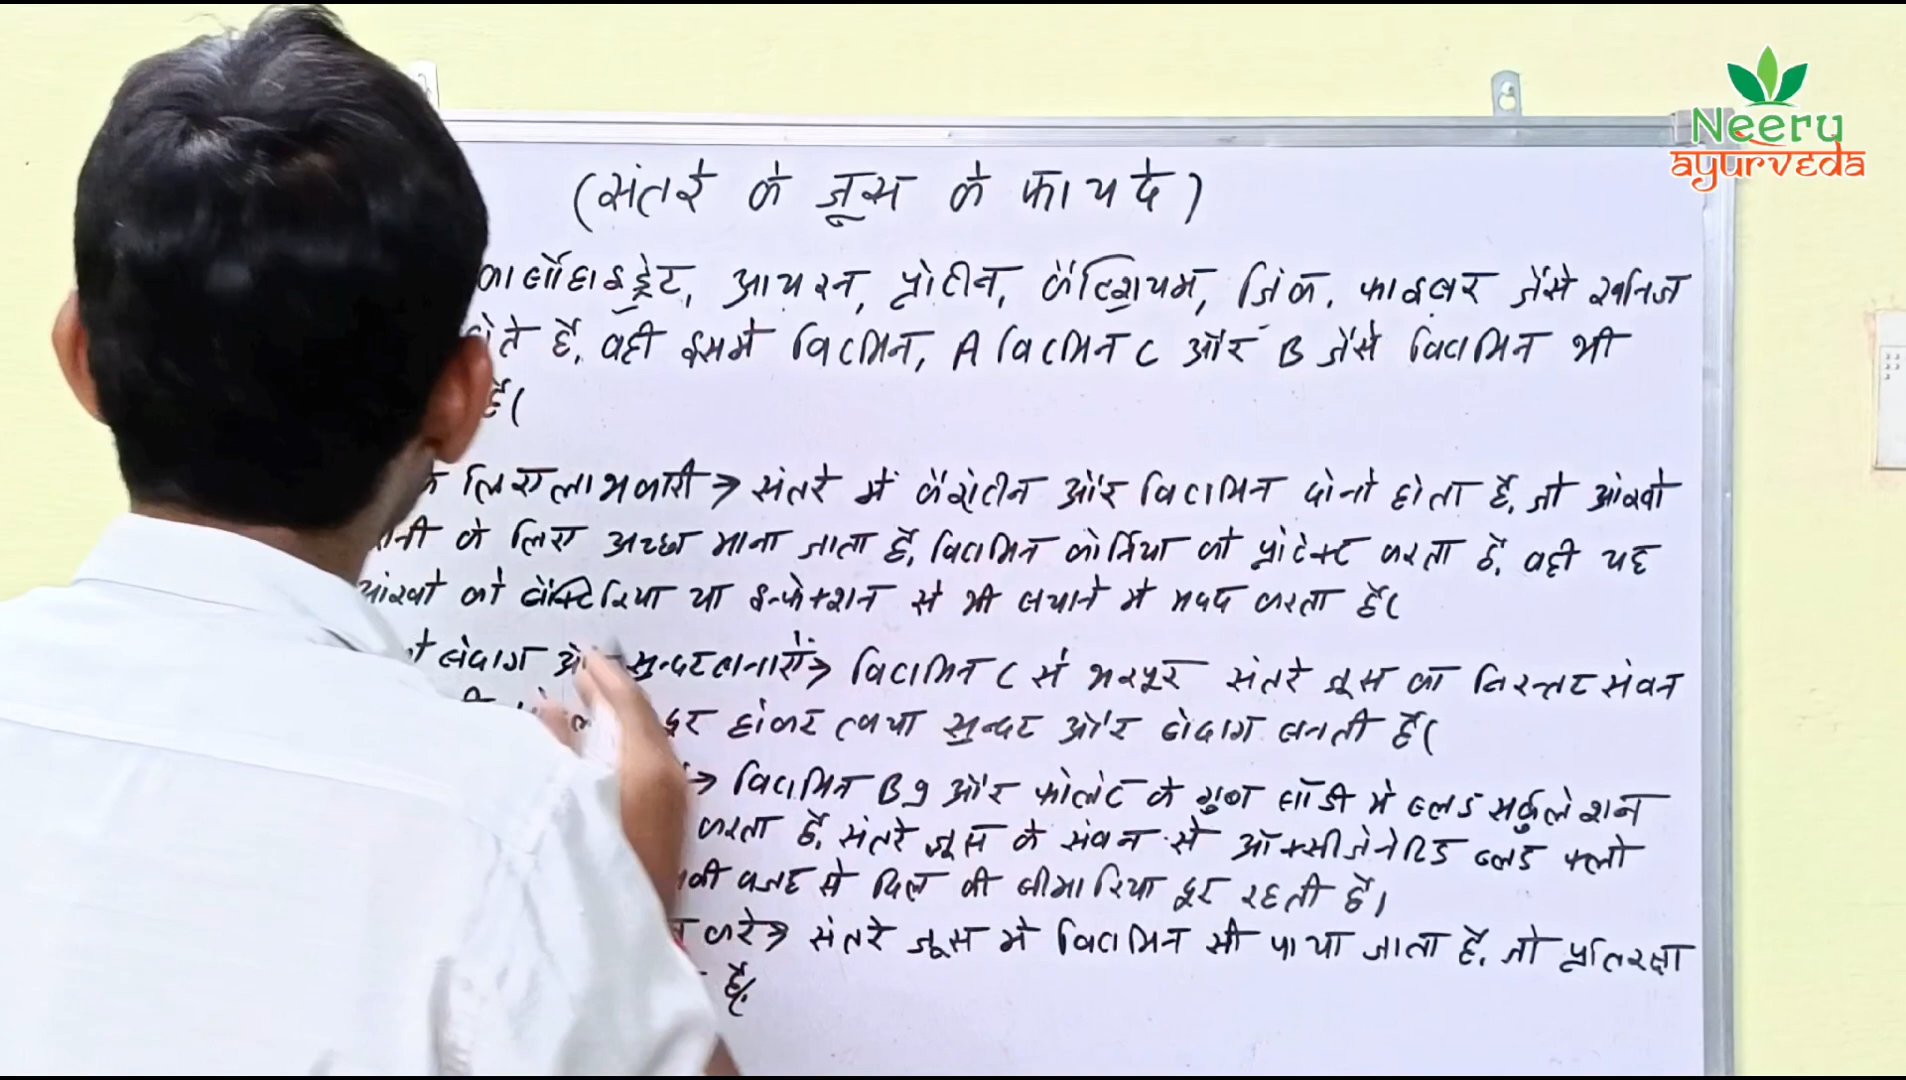 Neeru
ayurveda
(संतरे के जूस के फायदे)
कार्बोहाइड्रेट, आयरन, प्रोटीन, कैल्शियम, जिंक, फाइबर जैसे खनिज
होते हैं, वही इसमे विटामिन, A विटामिन C और B जैसे विटामिन भी
हैं।
के लिए लाभकारी → संतरे में कैरोटीन और विटामिन दोनो होता हैं, जो आंखो
के लिए अच्छा माना जाता हैं, विटामिन कोर्निया को प्रोटेक्ट करता हैं, वही यह
आंखो को बैक्टिरिया या इन्फेक्शन से भी बचाने मे मदद करता हैं।
बेदाग और सुन्दर बनाऐं → विटामिन C से भरपूर संतरे जूस का निरन्तर सेवन
दूर होकर त्वचा सुन्दर और बेदाग बनती हैं।
→ विटामिन B9 और फोलेट के गुण बॉडी मे ब्लड सर्कुलेशन
करता हैं, संतरे जूस के सेवन से ऑक्सीजेनेटिड ब्लड फ्लो
वजह से दिल की बीमारिया दूर रहती हैं।
करे → संतरे जूस मे विटामिन सी पाया जाता हैं, जो प्रतिरक्षा
हैं।